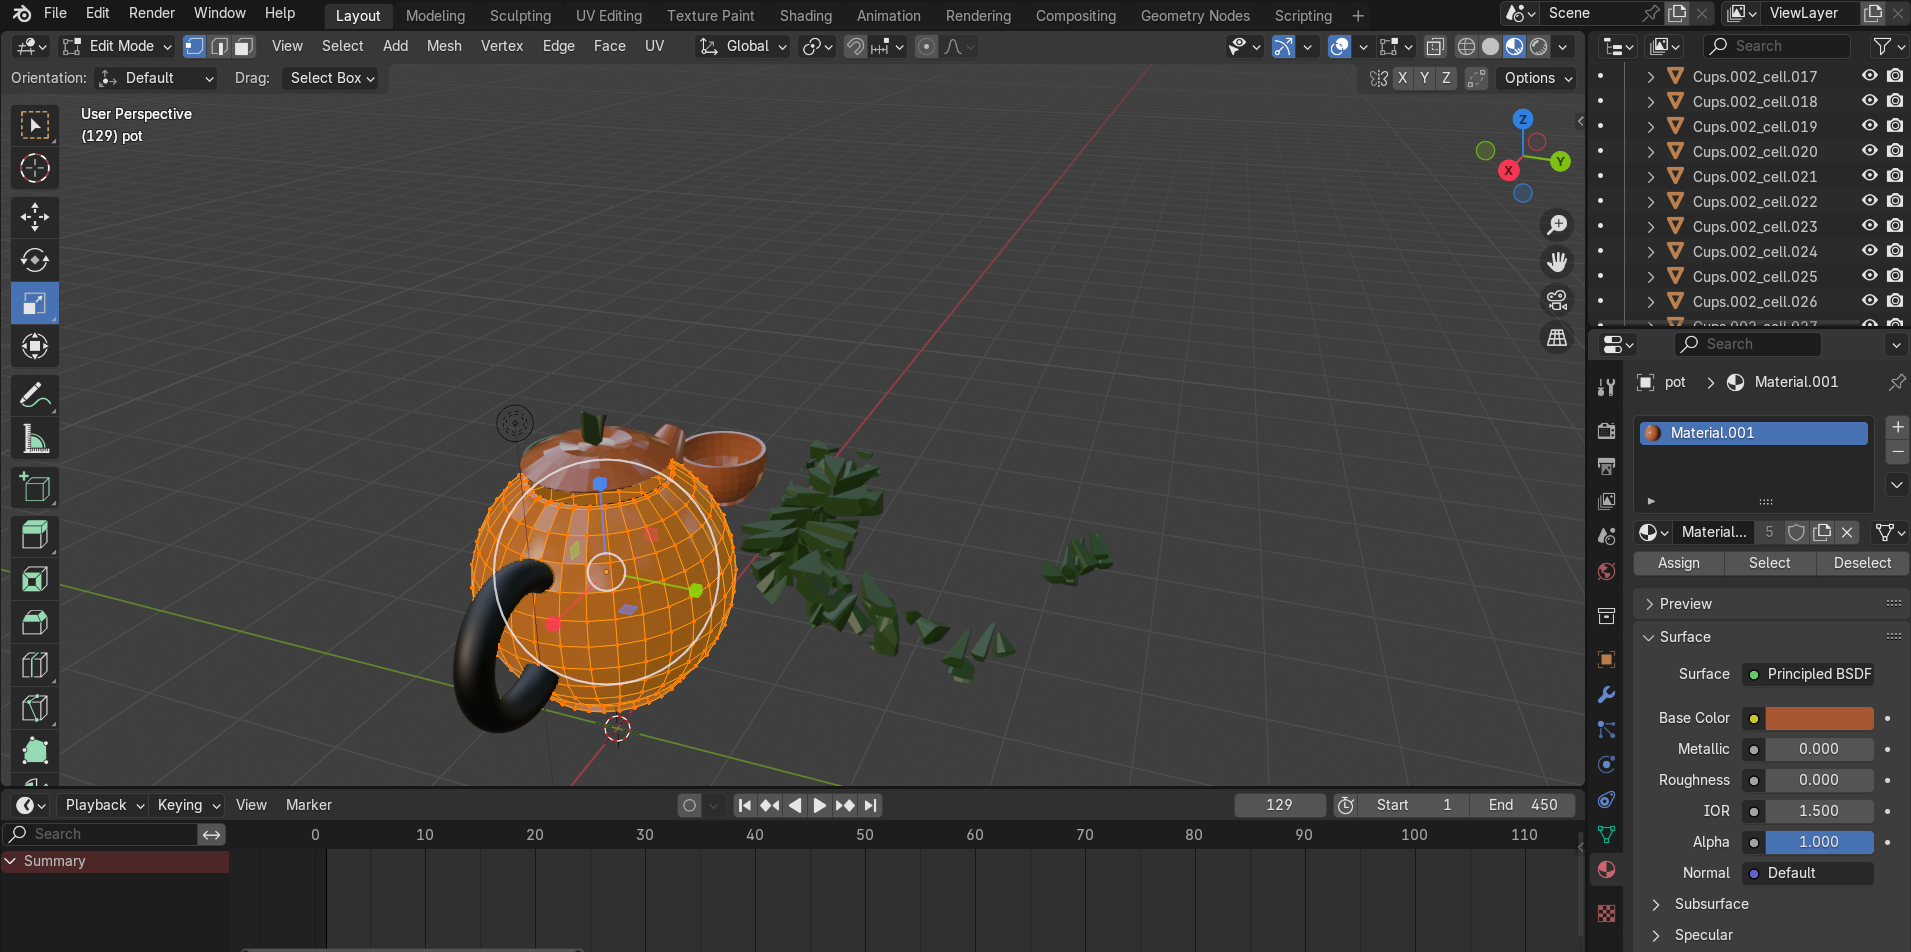 File Edit Render Window Help Layout Modeling Sculpting UV Editing Texture Paint Shading Animation Rendering Compositing Geometry Nodes Scripting + Scene ViewLayer
Edit Mode View Select Add Mesh Vertex Edge Face UV Global Search
Orientation: Default Drag: Select Box X Y Z Options
User Perspective
(129) pot
Z
Y
X
Cups.002_cell.017
Cups.002_cell.018
Cups.002_cell.019
Cups.002_cell.020
Cups.002_cell.021
Cups.002_cell.022
Cups.002_cell.023
Cups.002_cell.024
Cups.002_cell.025
Cups.002_cell.026
Cups.002_cell.027
Search
pot > Material.001
Material.001
Material... 5
Assign Select Deselect
Preview
Surface
Surface Principled BSDF
Base Color
Metallic 0.000
Roughness 0.000
IOR 1.500
Alpha 1.000
Normal Default
Subsurface
Specular
Playback Keying View Marker 129 Start 1 End 450
Search 0 10 20 30 40 50 60 70 80 90 100 110
Summary